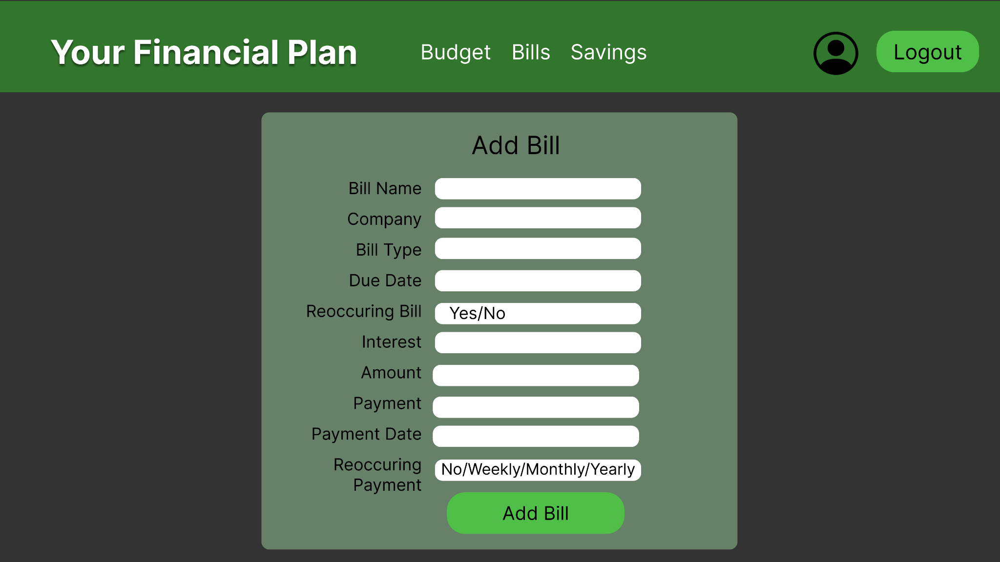 Your Financial Plan
Budget Bills Savings
Logout
Add Bill
Bill Name
Company
Bill Type
Due Date
Reoccuring Bill Yes/No
Interest
Amount
Payment
Payment Date
Reoccuring
Payment
No/Weekly/Monthly/Yearly
Add Bill